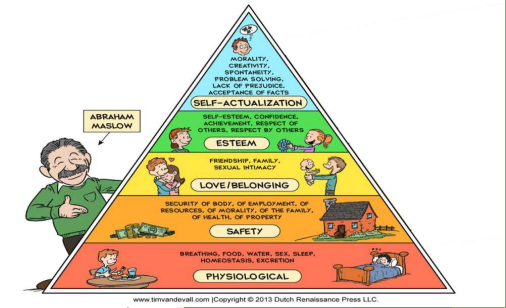 MORALITY,
CREATIVITY,
SPONTANEITY,
PROBLEM SOLVING,
LACK OF PREJUDICE,
ACCEPTANCE OF FACTS
SELF-ACTUALIZATION
ABRAHAM
MASLOW
SELF-ESTEEM, CONFIDENCE,
ACHIEVEMENT, RESPECT OF
OTHERS, RESPECT BY OTHERS
ESTEEM
FRIENDSHIP, FAMILY,
SEXUAL INTIMACY
LOVE/BELONGING
SECURITY OF BODY, OF EMPLOYMENT, OF
RESOURCES, OF MORALITY, OF THE FAMILY,
OF HEALTH, OF PROPERTY
SAFETY
BREATHING, FOOD, WATER, SEX, SLEEP,
HOMEOSTASIS, EXCRETION
PHYSIOLOGICAL
www.timvandevall.com |Copyright © 2013 Dutch Renaissance Press LLC.